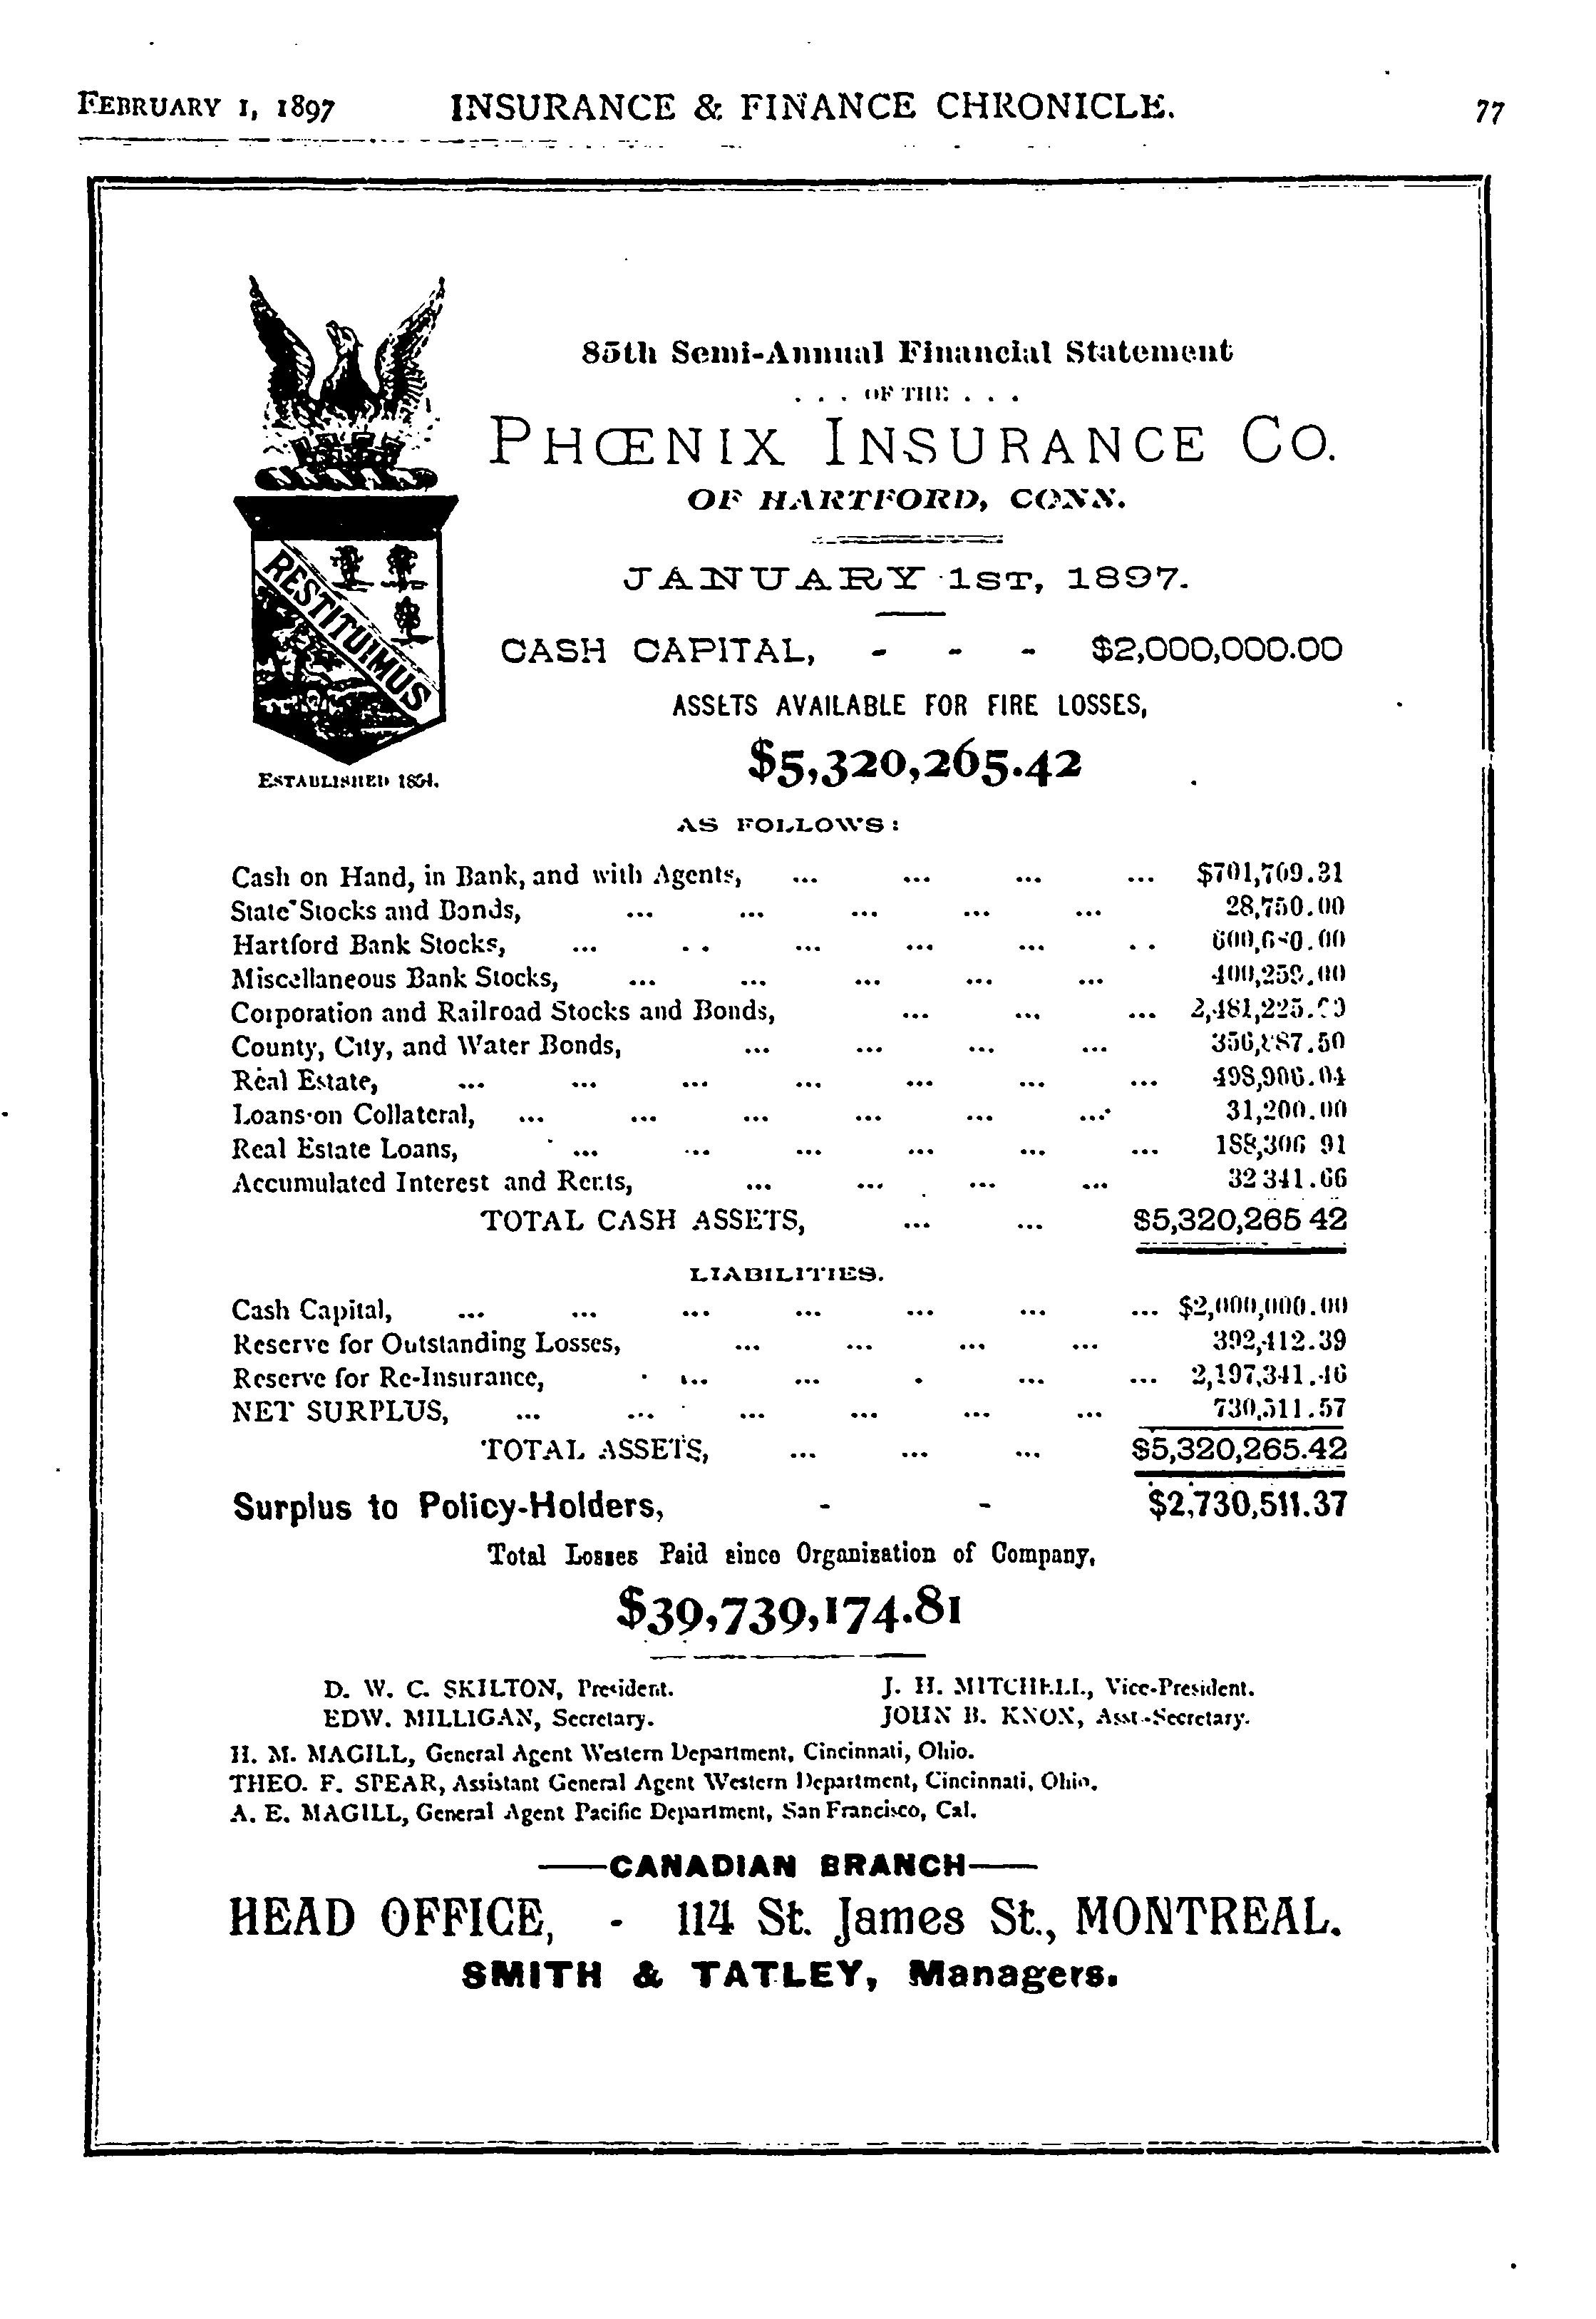 FEBRUARY 1, 1897 INSURANCE & FINANCE CHRONICLE. 77
85th Semi-Annual Financial Statement
... OF THE ...
PHŒNIX INSURANCE CO.
OF HARTFORD, CONN.
JANUARY 1ST, 1897.
RESTITUIMUS
CASH CAPITAL, - - - $2,000,000.00
ASSETS AVAILABLE FOR FIRE LOSSES,
$5,320,265.42
ESTABLISHED 1854.
AS FOLLOWS:
Cash on Hand, in Bank, and with Agents, ... ... ... ... $701,769.31
State Stocks and Bonds, ... ... ... ... ... 28,750.00
Hartford Bank Stocks, ... .. ... ... ... ..
Miscellaneous Bank Stocks, ... ... ... ... ... 400,259.00
Corporation and Railroad Stocks and Bonds, ... ... ... 2,481,225.00
County, City, and Water Bonds, ... ... ... ...
Real Estate, ... ... ... ... ... ... ... 498,906.04
Loans on Collateral, ... ... ... ... ... ... 31,200.00
Real Estate Loans, ... ... ... ... ... ... 188,306 91
Accumulated Interest and Rents, ... ... ... ... 32 341.66
TOTAL CASH ASSETS, ... ... $5,320,265 42
LIABILITIES.
Cash Capital, ... ... ... ... ... ... ... $2,000,000.00
Reserve for Outstanding Losses, ... ... ... ... 392,412.39
Reserve for Re-Insurance, ... ... . ... ... 2,197,341.46
NET SURPLUS, ... ... ... ... ... ... 730,511.57
TOTAL ASSETS, ... ... ... $5,320,265.42
Surplus to Policy-Holders, - - $2,730,511.37
Total Losses Paid since Organization of Company,
$39,739,174.81
D. W. C. SKILTON, President. J. H. MITCHELL, Vice-President.
EDW. MILLIGAN, Secretary. JOHN B. KNOX, Asst.-Secretary.
H. M. MAGILL, General Agent Western Department, Cincinnati, Ohio.
THEO. F. SPEAR, Assistant General Agent Western Department, Cincinnati, Ohio.
A. E. MAGILL, General Agent Pacific Department, San Francisco, Cal.
—CANADIAN BRANCH—
HEAD OFFICE, - 114 St. James St., MONTREAL.
SMITH & TATLEY, Managers.